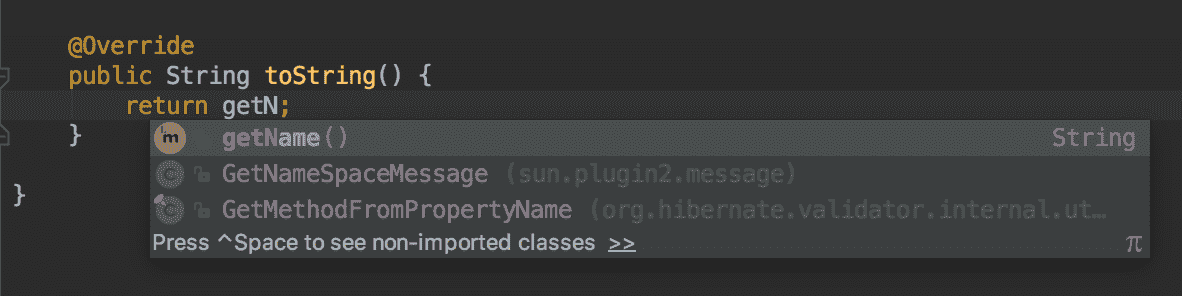 @Override
public String toString() {
return getN;
}
m getName() String
GetNameSpaceMessage (sun.plugin2.message)
GetMethodFromPropertyName (org.hibernate.validator.internal.ut…
}
Press ^Space to see non-imported classes >> π